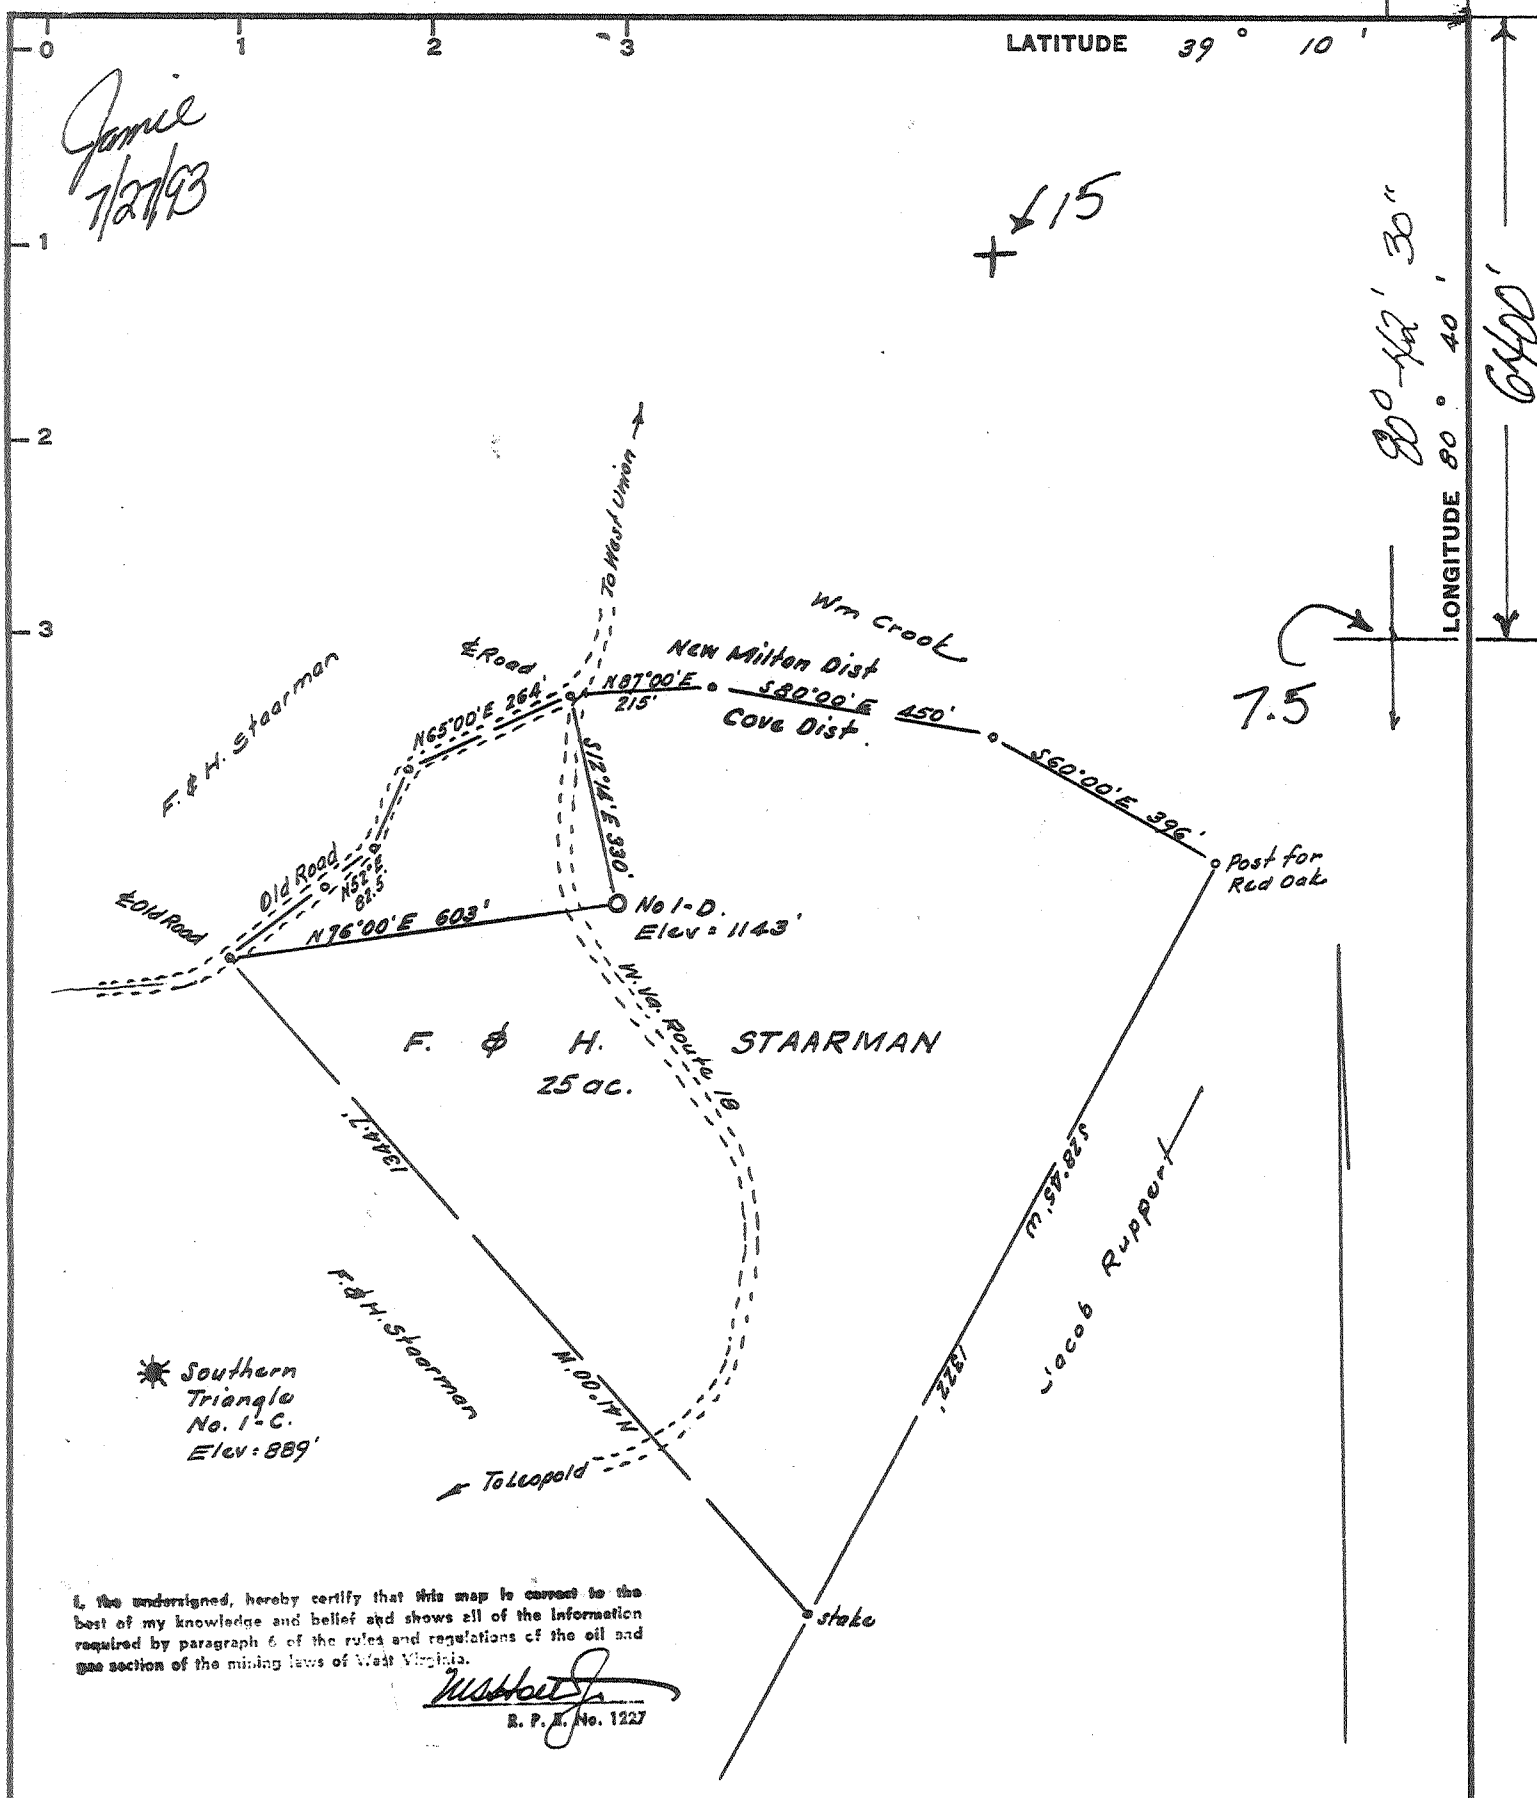 0 1 2 3
LATITUDE 39 ° 10 '
Jamie
7/27/93
1
15
80° 42' 30"
LONGITUDE 80 ° 40 '
6400'
2
To West Union
3
Wm Crook
New Milton Dist
℄ Road
N87°00'E
215'
S80°00'E 450'
Cove Dist.
7.5
F. & H. Staarman
N65°00'E 264'
S12°14'E 330'
S60°00'E 396'
Post for
Red Oak
Old Road
N52°E
82.5'
℄ Old Road
N76°00'E 603'
No 1-D.
Elev = 1143'
W. Va. Route 18
F. & H. STAARMAN
25 ac.
1344.7'
N41°00'W
S28°45'W
1322'
Jacob Ruppert
F. & H. Staarman
Southern
Triangle
No. 1-C.
Elev = 889'
To Leopold
stake
I, the undersigned, hereby certify that this map is correct to the
best of my knowledge and belief and shows all of the information
required by paragraph 6 of the rules and regulations of the oil and
gas section of the mining laws of West Virginia.
R. P. E. No. 1227